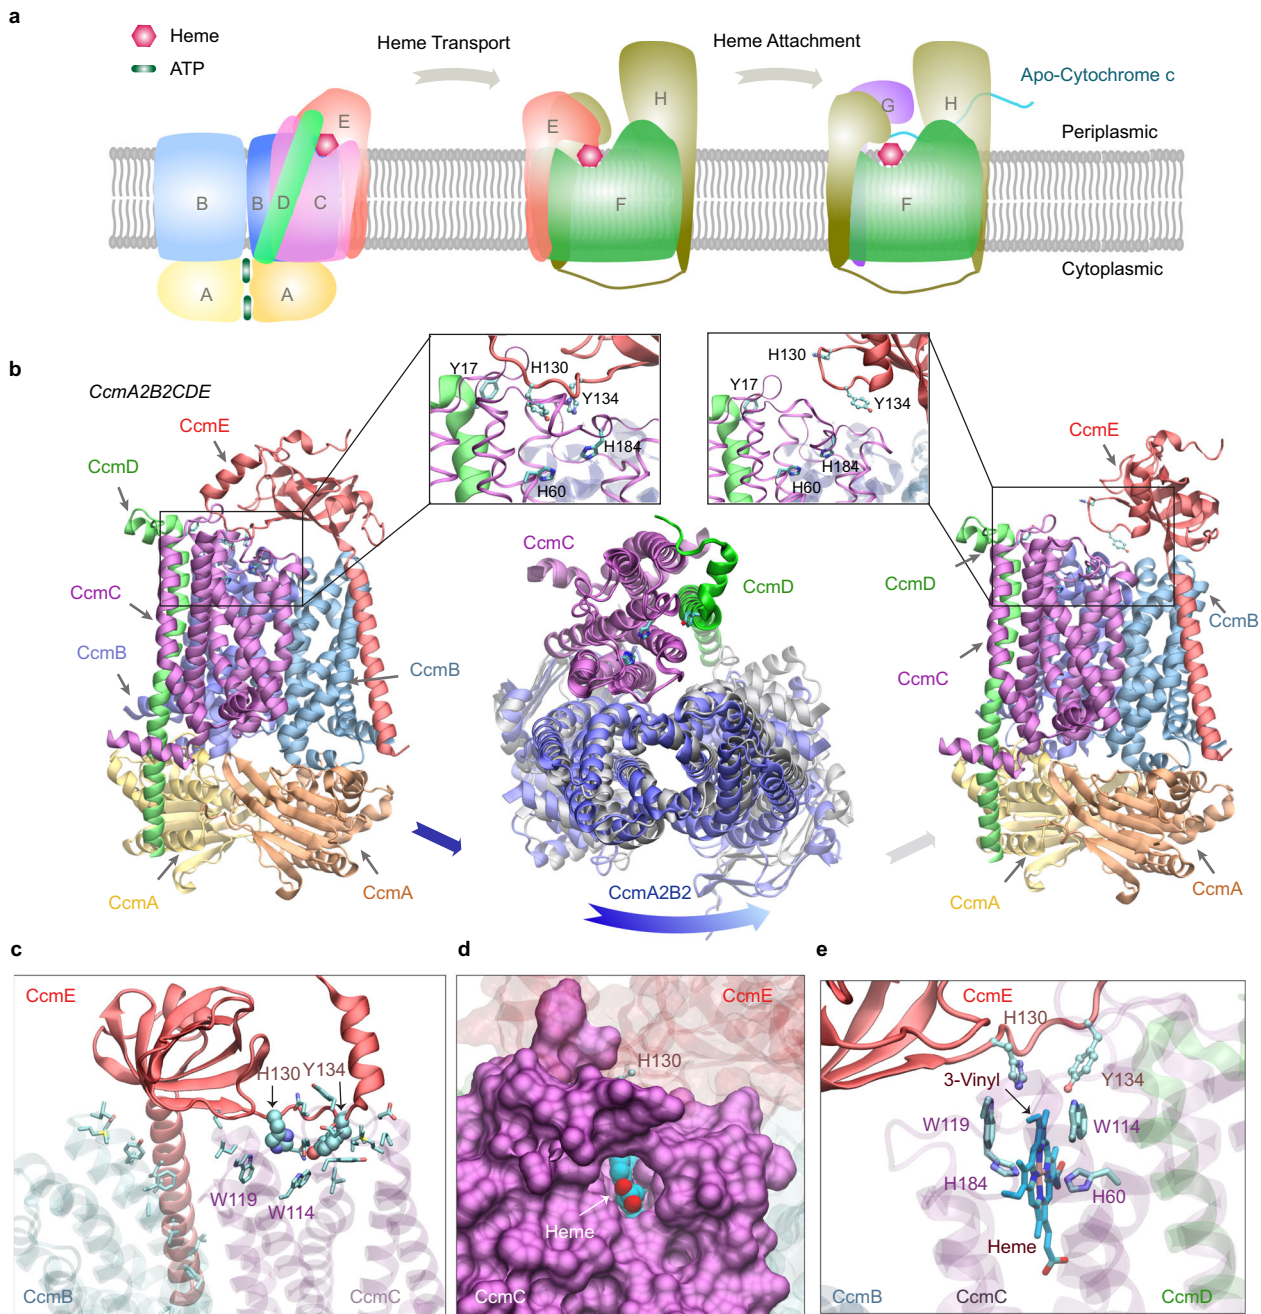 a
Heme
ATP
Heme Transport
Heme Attachment
Apo-Cytochrome c
E
B
B
D
C
A
A
E
H
F
G
H
F
Periplasmic
Cytoplasmic
b
CcmA2B2CDE
CcmE
CcmD
CcmC
CcmB
CcmB
CcmA
CcmA
Y17
H130
Y134
H184
H60
H130
Y17
Y134
H184
H60
CcmC
CcmD
CcmA2B2
CcmE
CcmD
CcmB
CcmC
CcmA
CcmA
c
CcmE
H130
Y134
W119
W114
CcmB
CcmC
d
CcmE
H130
Heme
CcmC
e
CcmE
H130
3-Vinyl
Y134
W119
W114
H184
H60
Heme
CcmB
CcmC
CcmD